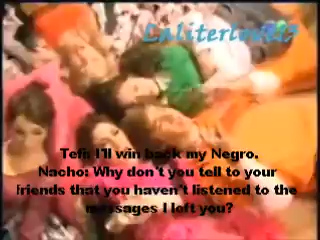 Tefi: I'll win back my Negro.
Nacho: Why don't you tell to your
friends that you haven't listened to the
messages I loft you?